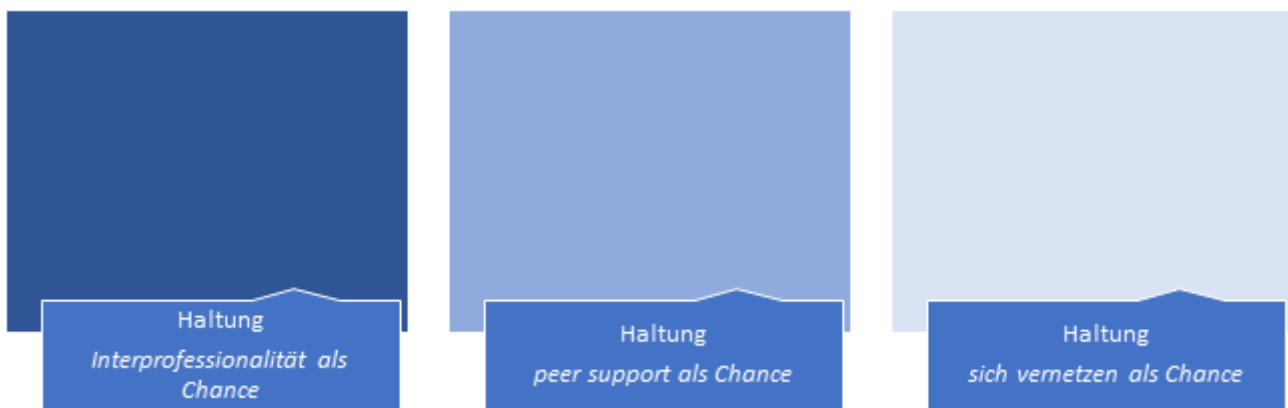 Haltung
Interprofessionalität als
Chance
Haltung
peer support als Chance
Haltung
sich vernetzen als Chance